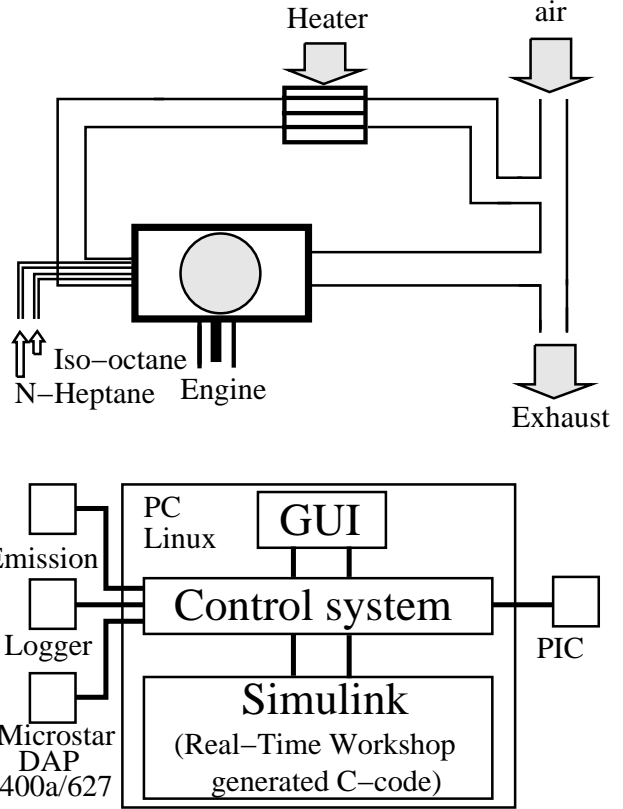 Heater
air
Iso−octane
N−Heptane
Engine
Exhaust
PC
Linux
GUI
Emission
Control system
Logger
PIC
Microstar
DAP
400a/627
Simulink
(Real−Time Workshop
generated C−code)